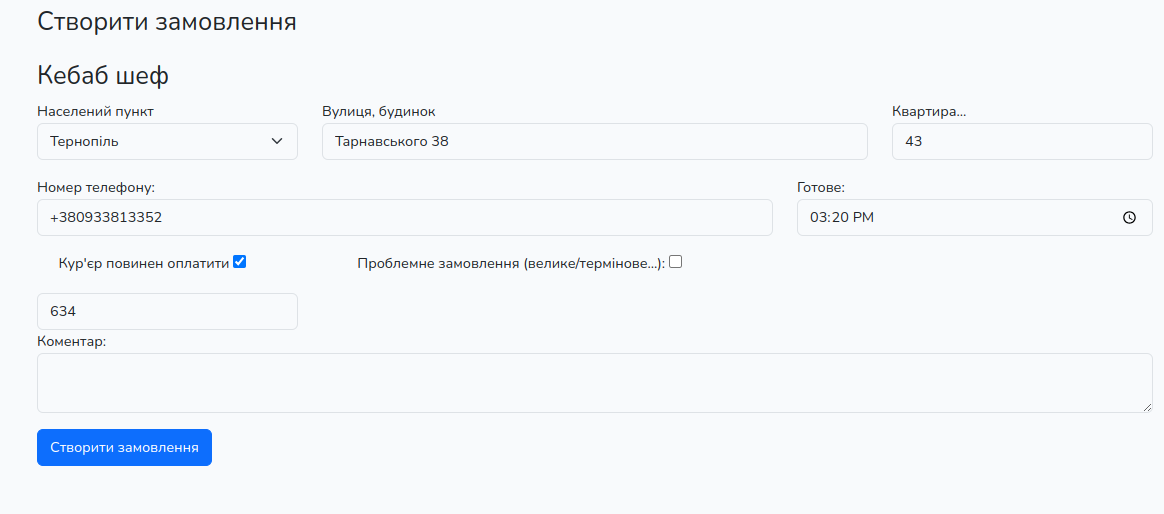 Створити замовлення
Кебаб шеф
Населений пункт Вулиця, будинок Квартира...
Тернопіль Тарнавського 38 43
Номер телефону: Готове:
+380933813352 03:20 PM
Кур'єр повинен оплатити Проблемне замовлення (велике/термінове...):
634
Коментар:
Створити замовлення